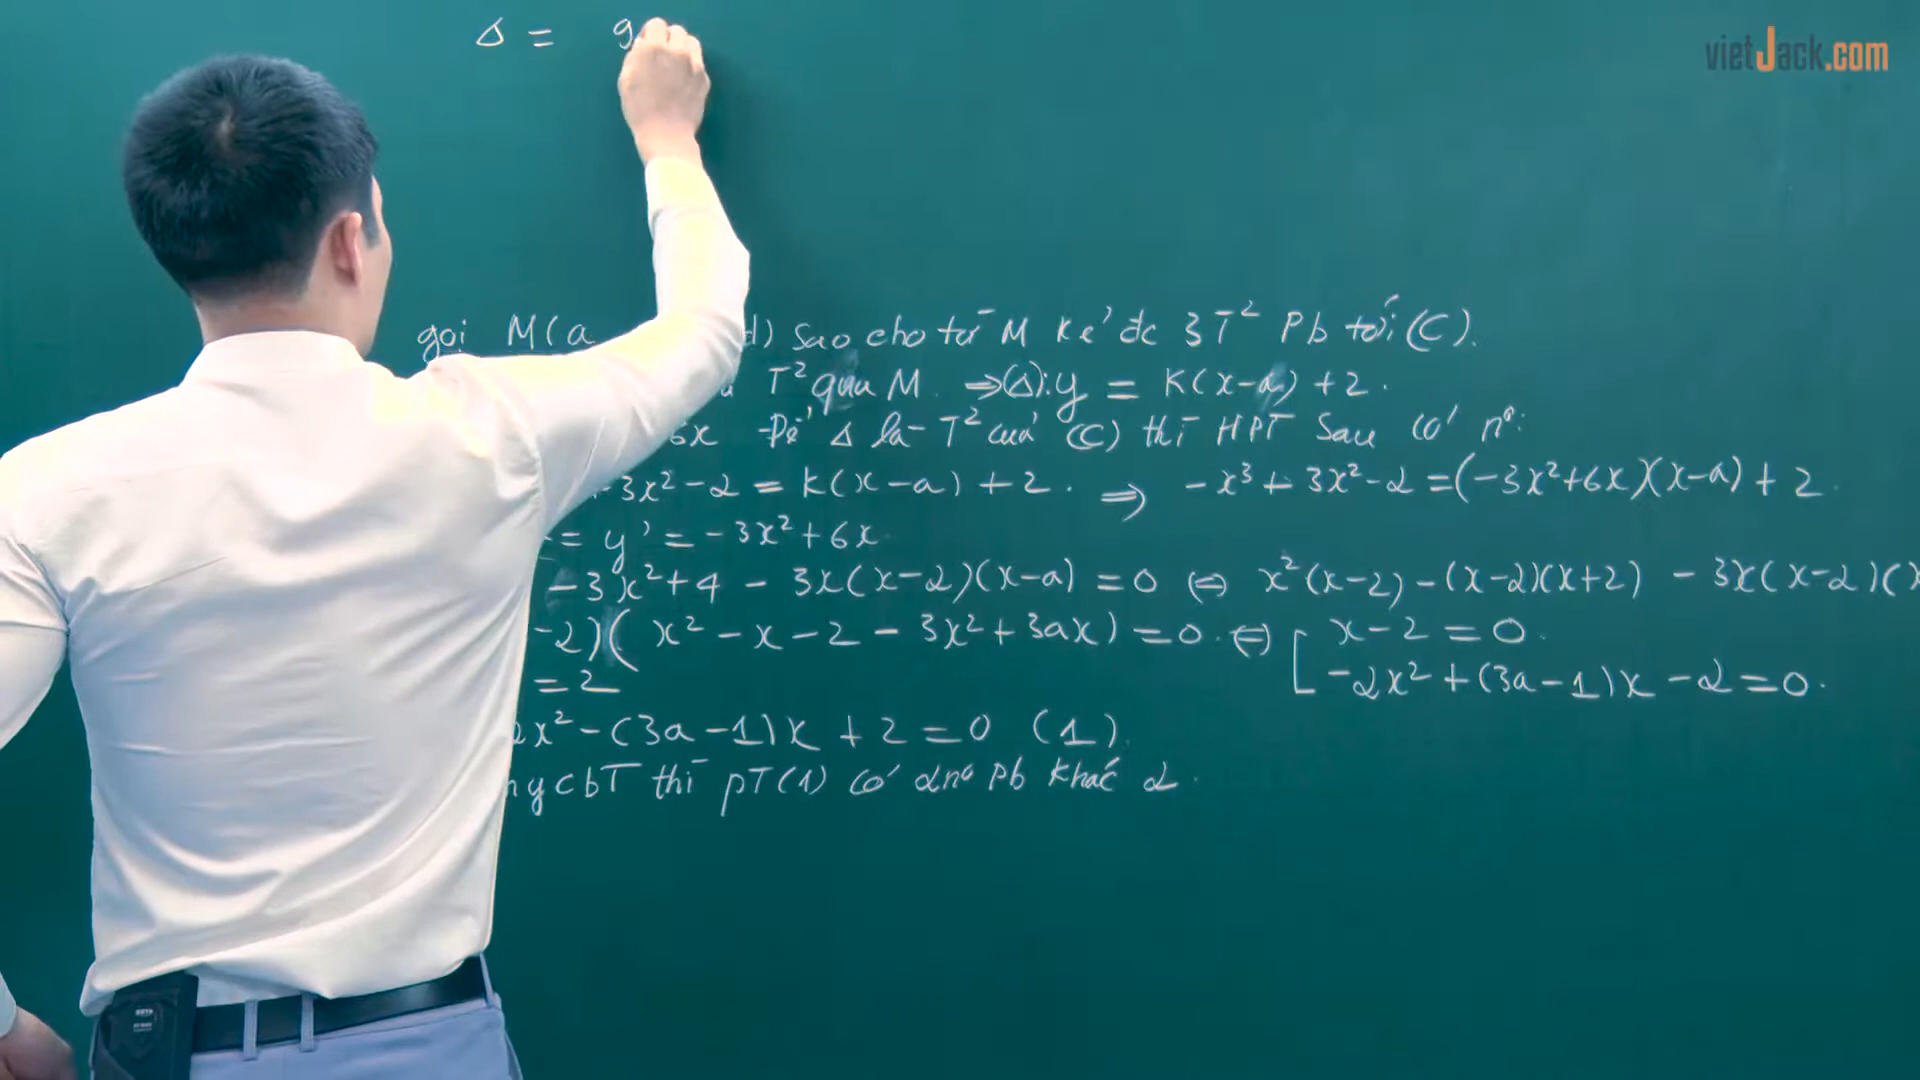 vietJack.com
Δ = 9
gọi M(a d) sao cho từ M kẻ đc 3T² Pb tới (C).
T² qua M. ⇒(Δ): y = K(x-a) + 2.
6x Để Δ là T² của (C) thì HPT sau có n⁰:
3x² - 2 = K(x-a) + 2. ⇒ -x³ + 3x² - 2 = (-3x²+6x)(x-a) + 2.
= y' = -3x² + 6x
-3x² + 4 - 3x(x-2)(x-a) = 0 ⇔ x²(x-2) - (x-2)(x+2) - 3x(x-2)(x
-2)(x² - x - 2 - 3x² + 3ax) = 0. ⇔ [ x - 2 = 0.
= 2 -2x² + (3a-1)x - 2 = 0.
2x² - (3a-1)x + 2 = 0 (1).
ycbT thì pT(1) có 2n⁰ Pb khác 2.